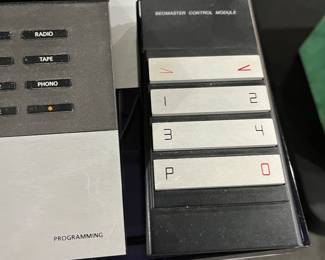 RADIO
TAPE
PHONO
PROGRAMMING
BEOMASTER CONTROL MODULE
> <
1 2
3 4
P 0